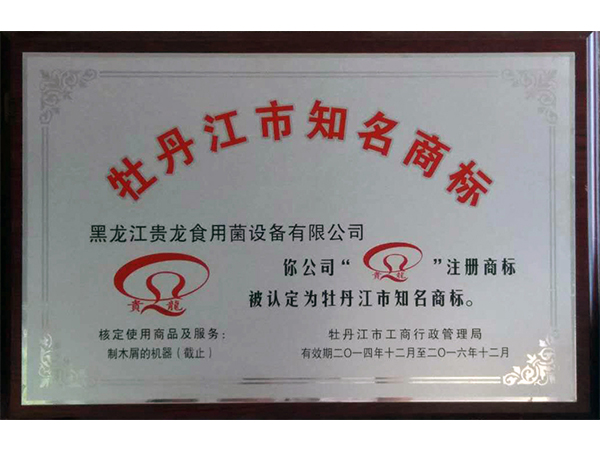 牡丹江市知名商标
黑龙江贵龙食用菌设备有限公司
你公司“贵龍”注册商标
被认定为牡丹江市知名商标。
貴龍
核定使用商品及服务：
制木屑的机器（截止）
牡丹江市工商行政管理局
有效期二〇一四年十二月至二〇一六年十二月